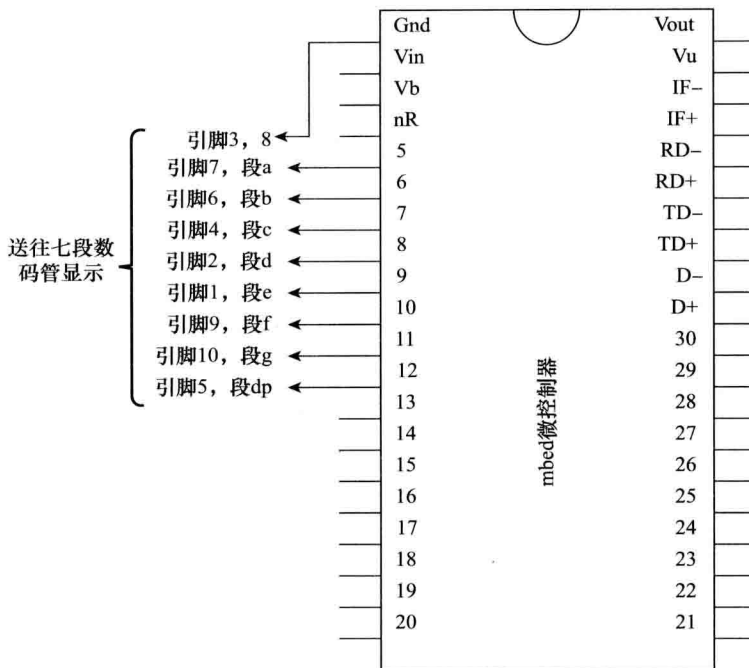 Gnd
Vin
Vb
nR
5
6
7
8
9
10
11
12
13
14
15
16
17
18
19
20
Vout
Vu
IF−
IF+
RD−
RD+
TD−
TD+
D−
D+
30
29
28
27
26
25
24
23
22
21
mbed微控制器
引脚3，8
引脚7，段a
引脚6，段b
引脚4，段c
引脚2，段d
引脚1，段e
引脚9，段f
引脚10，段g
引脚5，段dp
送往七段数
码管显示